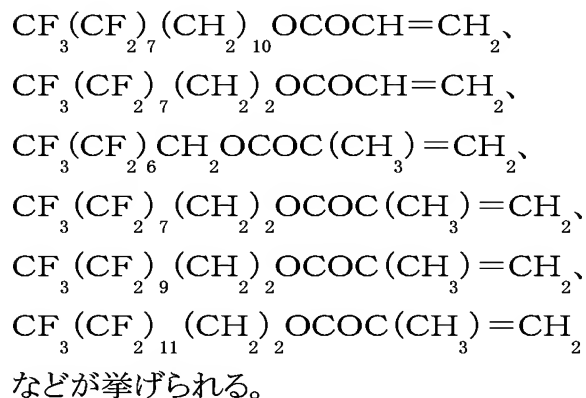 CF₃(CF₂)₇(CH₂)₁₀OCOCH=CH₂、
CF₃(CF₂)₇(CH₂)₂OCOCH=CH₂、
CF₃(CF₂)₆CH₂OCOC(CH₃)=CH₂、
CF₃(CF₂)₇(CH₂)₂OCOC(CH₃)=CH₂、
CF₃(CF₂)₉(CH₂)₂OCOC(CH₃)=CH₂、
CF₃(CF₂)₁₁(CH₂)₂OCOC(CH₃)=CH₂
などが挙げられる。